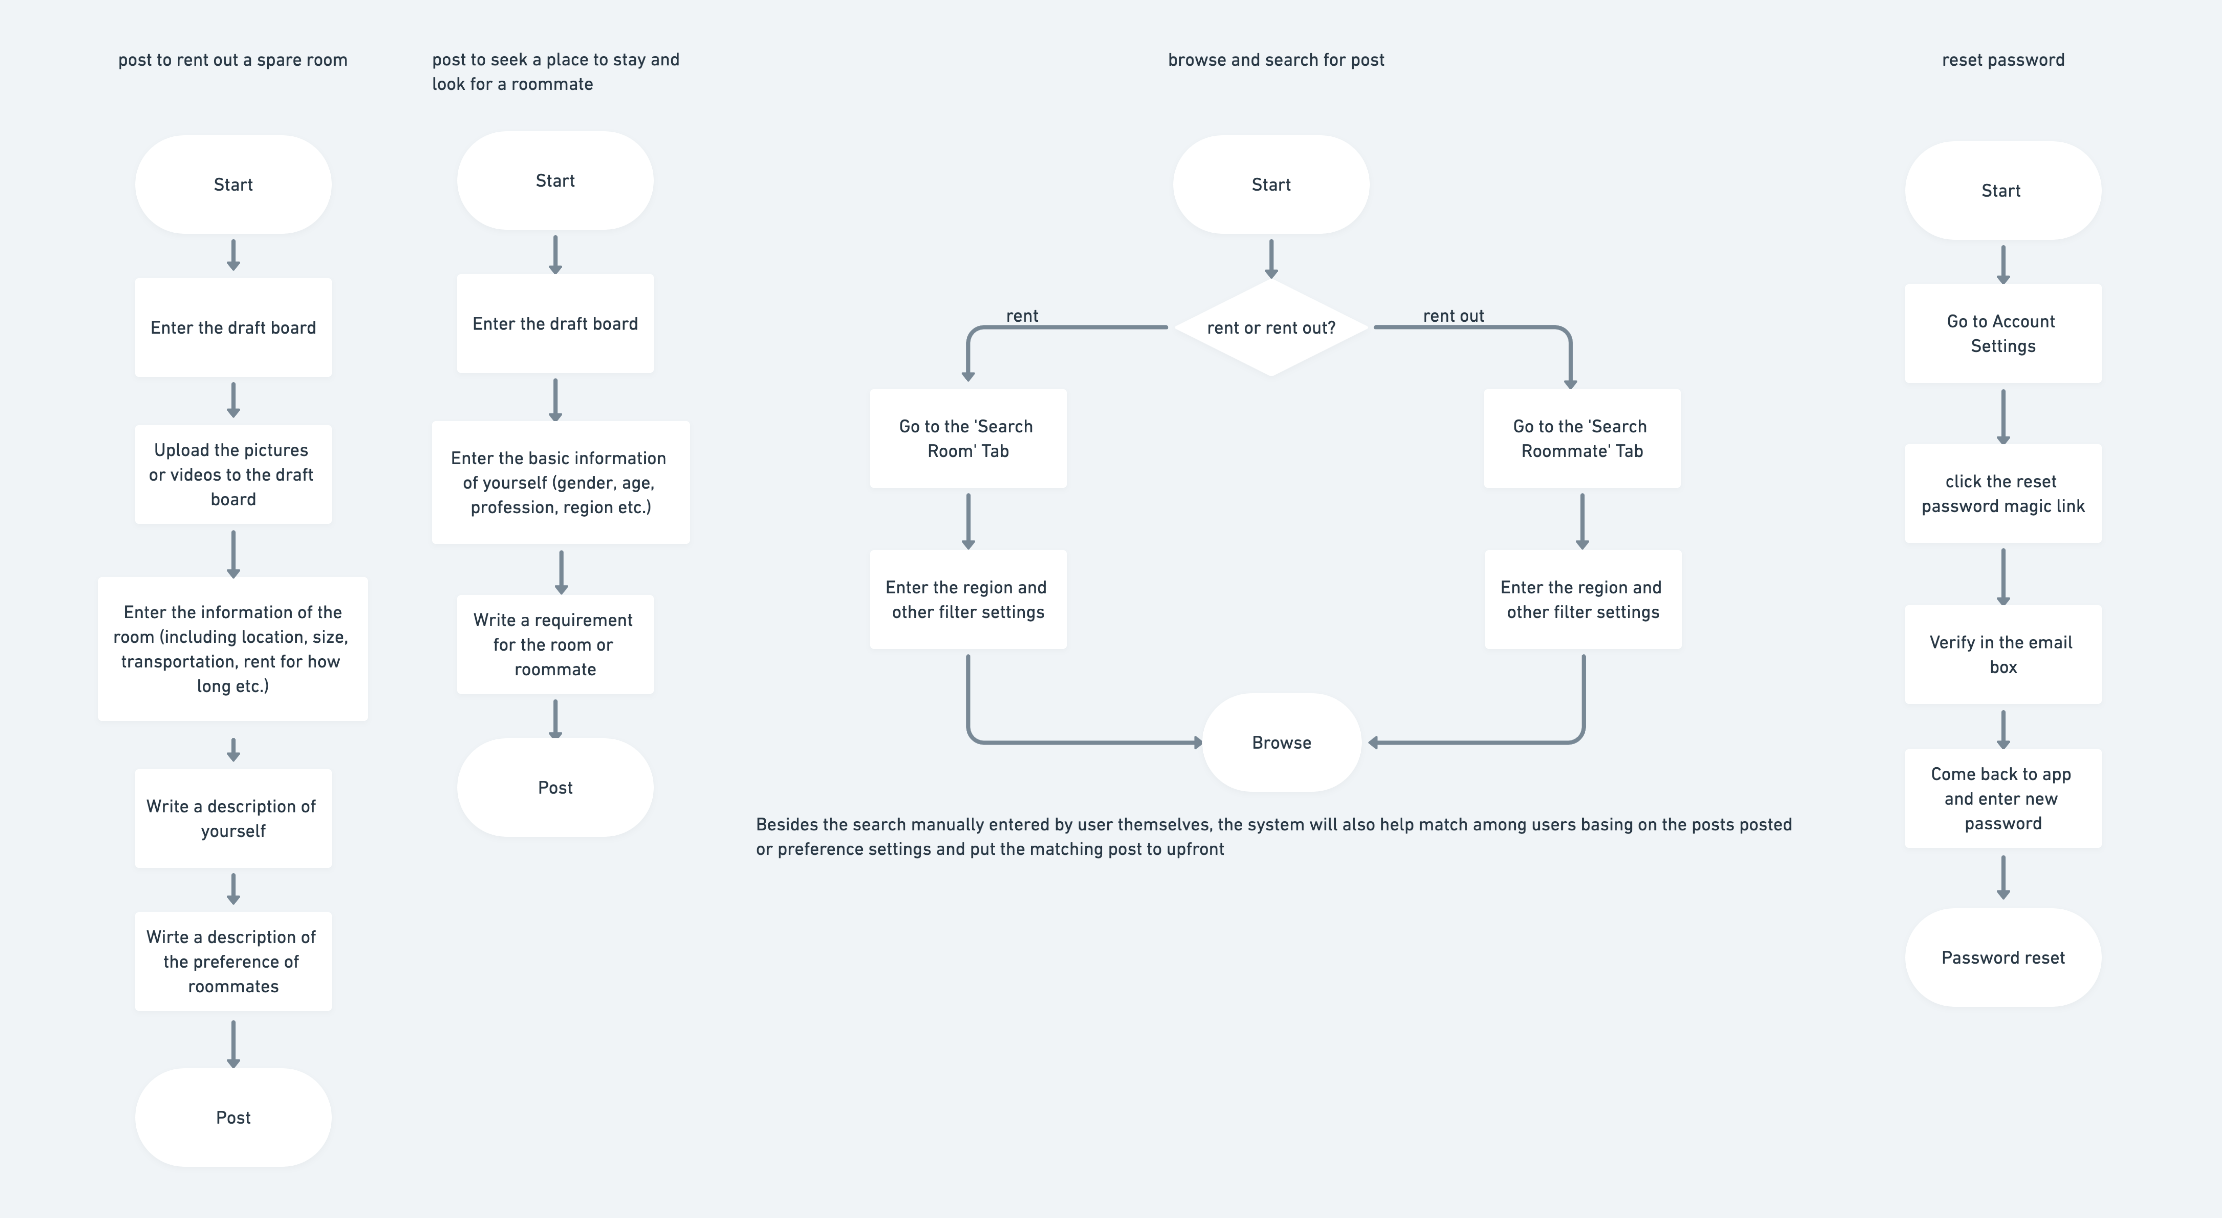 post to rent out a spare room
Start
Enter the draft board
Upload the pictures
or videos to the draft
board
Enter the information of the
room (including location, size,
transportation, rent for how
long etc.)
Write a description of
yourself
Wirte a description of
the preference of
roommates
Post
post to seek a place to stay and
look for a roommate
Start
Enter the draft board
Enter the basic information
of yourself (gender, age,
profession, region etc.)
Write a requirement
for the room or
roommate
Post
browse and search for post
Start
rent or rent out?
rent
rent out
Go to the 'Search
Room' Tab
Go to the 'Search
Roommate' Tab
Enter the region and
other filter settings
Enter the region and
other filter settings
Browse
Besides the search manually entered by user themselves, the system will also help match among users basing on the posts posted
or preference settings and put the matching post to upfront
reset password
Start
Go to Account
Settings
click the reset
password magic link
Verify in the email
box
Come back to app
and enter new
password
Password reset